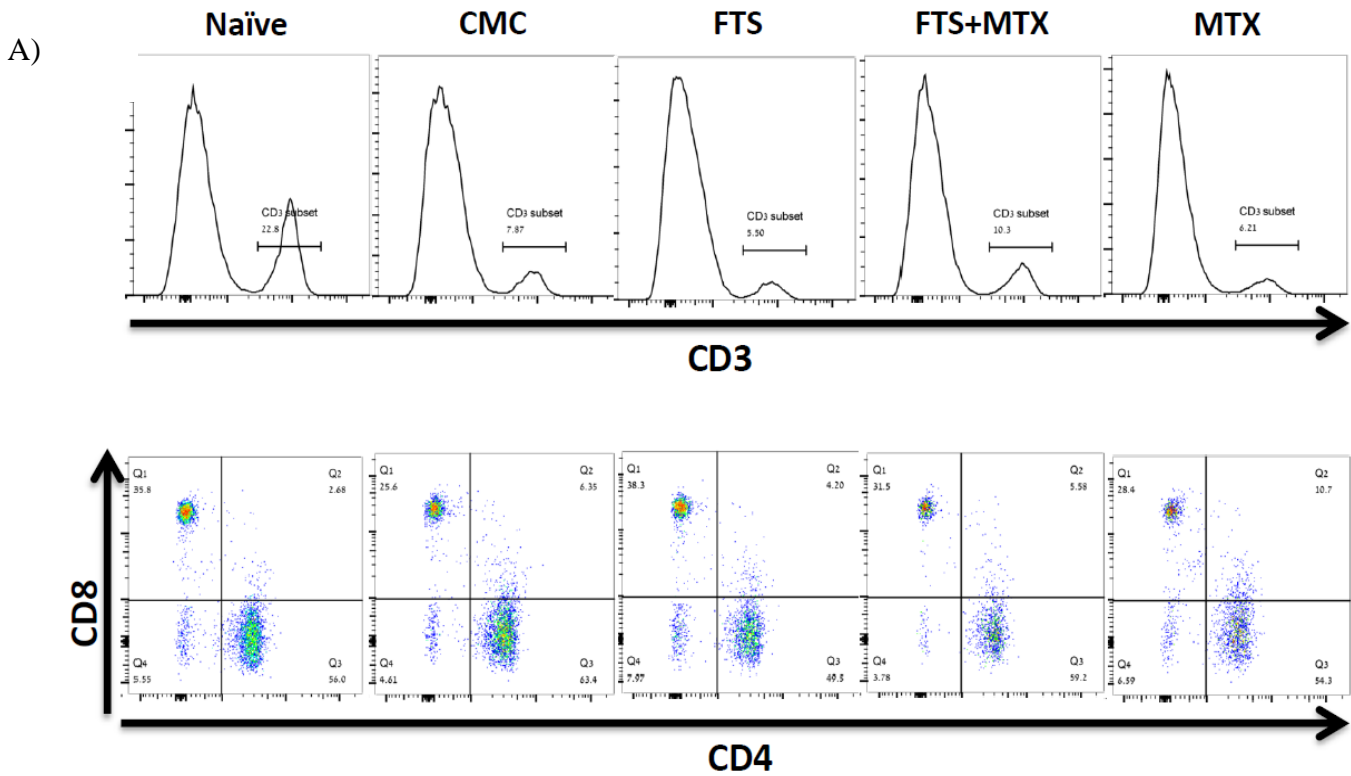 Naïve CMC FTS FTS+MTX MTX
A)
CD3 subset
22.8
CD3 subset
7.87
CD3 subset
5.50
CD3 subset
10.3
CD3 subset
6.21
CD3
Q1
35.8
Q2
2.68
Q4
5.55
Q3
56.0
Q1
25.6
Q2
6.35
Q4
4.61
Q3
63.4
Q1
38.3
Q2
4.20
Q4
7.97
Q3
49.5
Q1
31.5
Q2
5.58
Q4
3.78
Q3
59.2
Q1
28.4
Q2
10.7
Q4
6.59
Q3
54.3
CD8
CD4